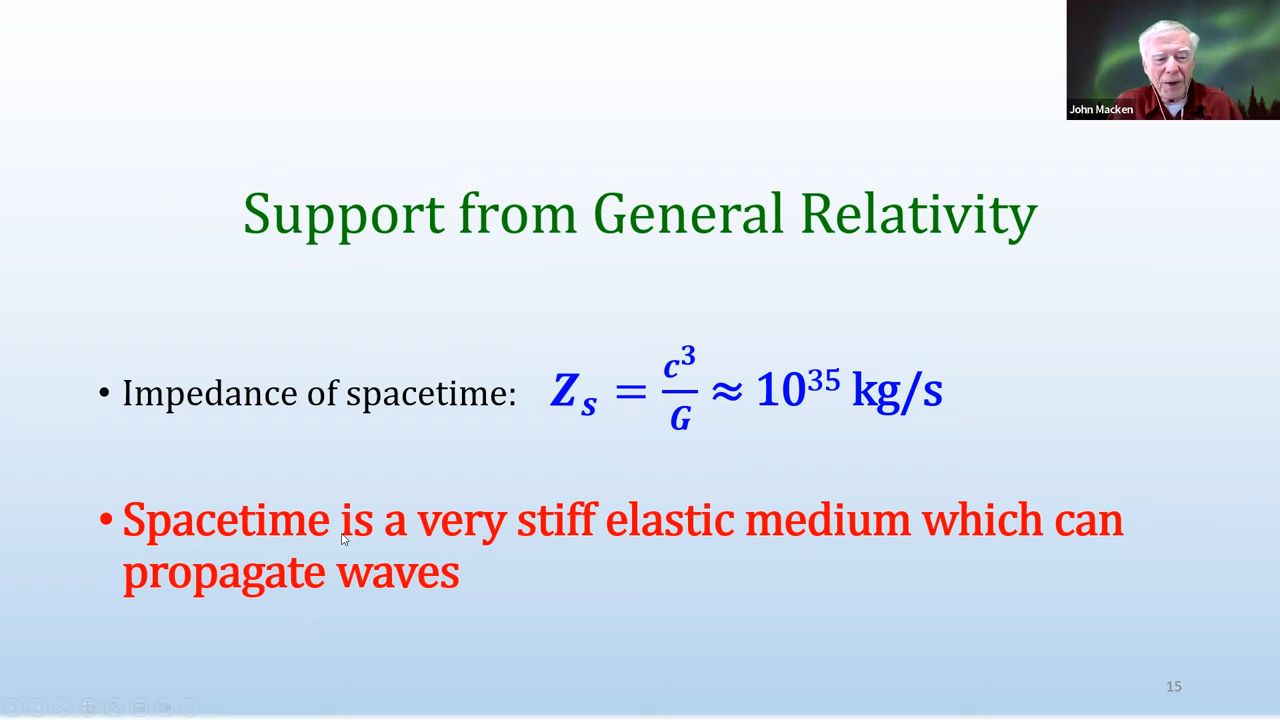 John Macken
Support from General Relativity
• Impedance of spacetime: Zₛ = c³/G ≈ 10³⁵ kg/s
• Spacetime is a very stiff elastic medium which can
propagate waves
15